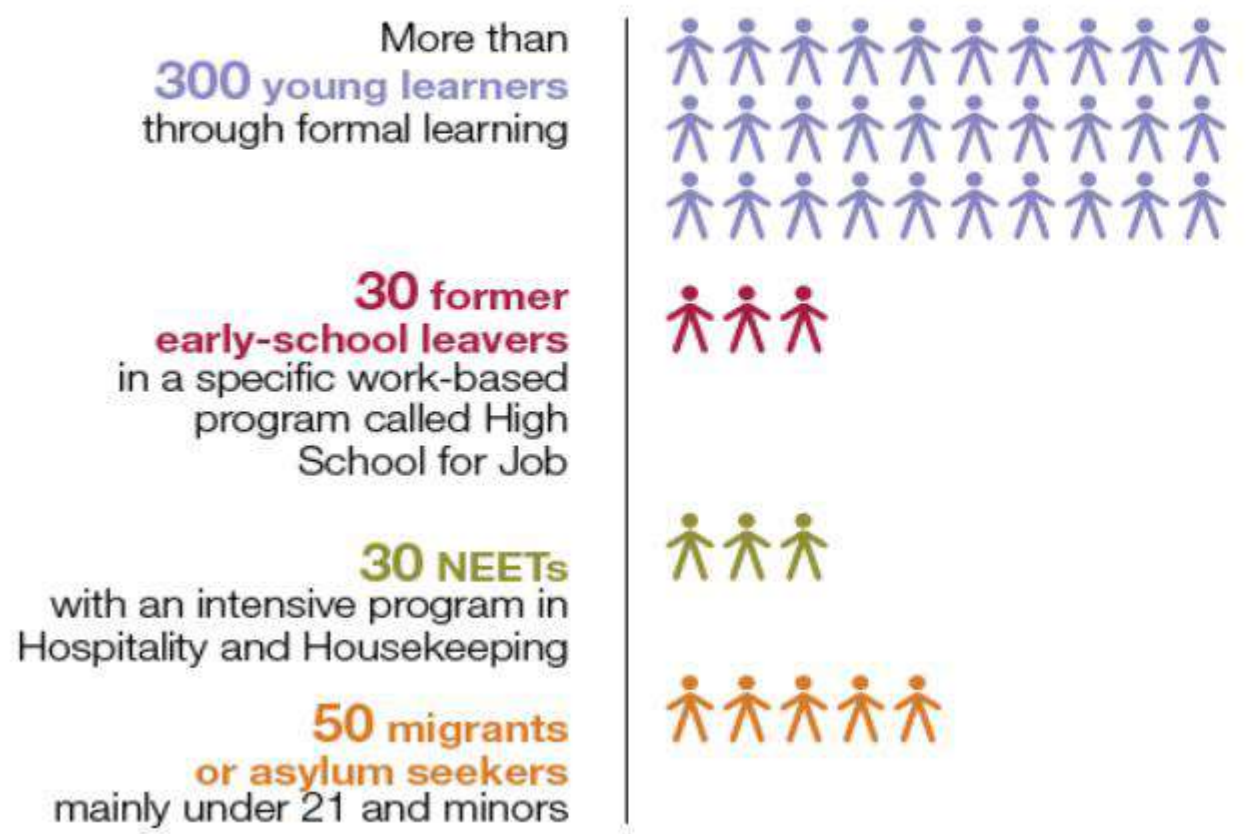 More than
300 young learners
through formal learning
30 former
early-school leavers
in a specific work-based
program called High
School for Job
30 NEETs
with an intensive program in
Hospitality and Housekeeping
50 migrants
or asylum seekers
mainly under 21 and minors